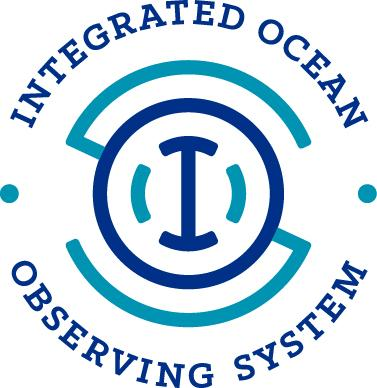 INTEGRATED OCEAN
OBSERVING SYSTEM